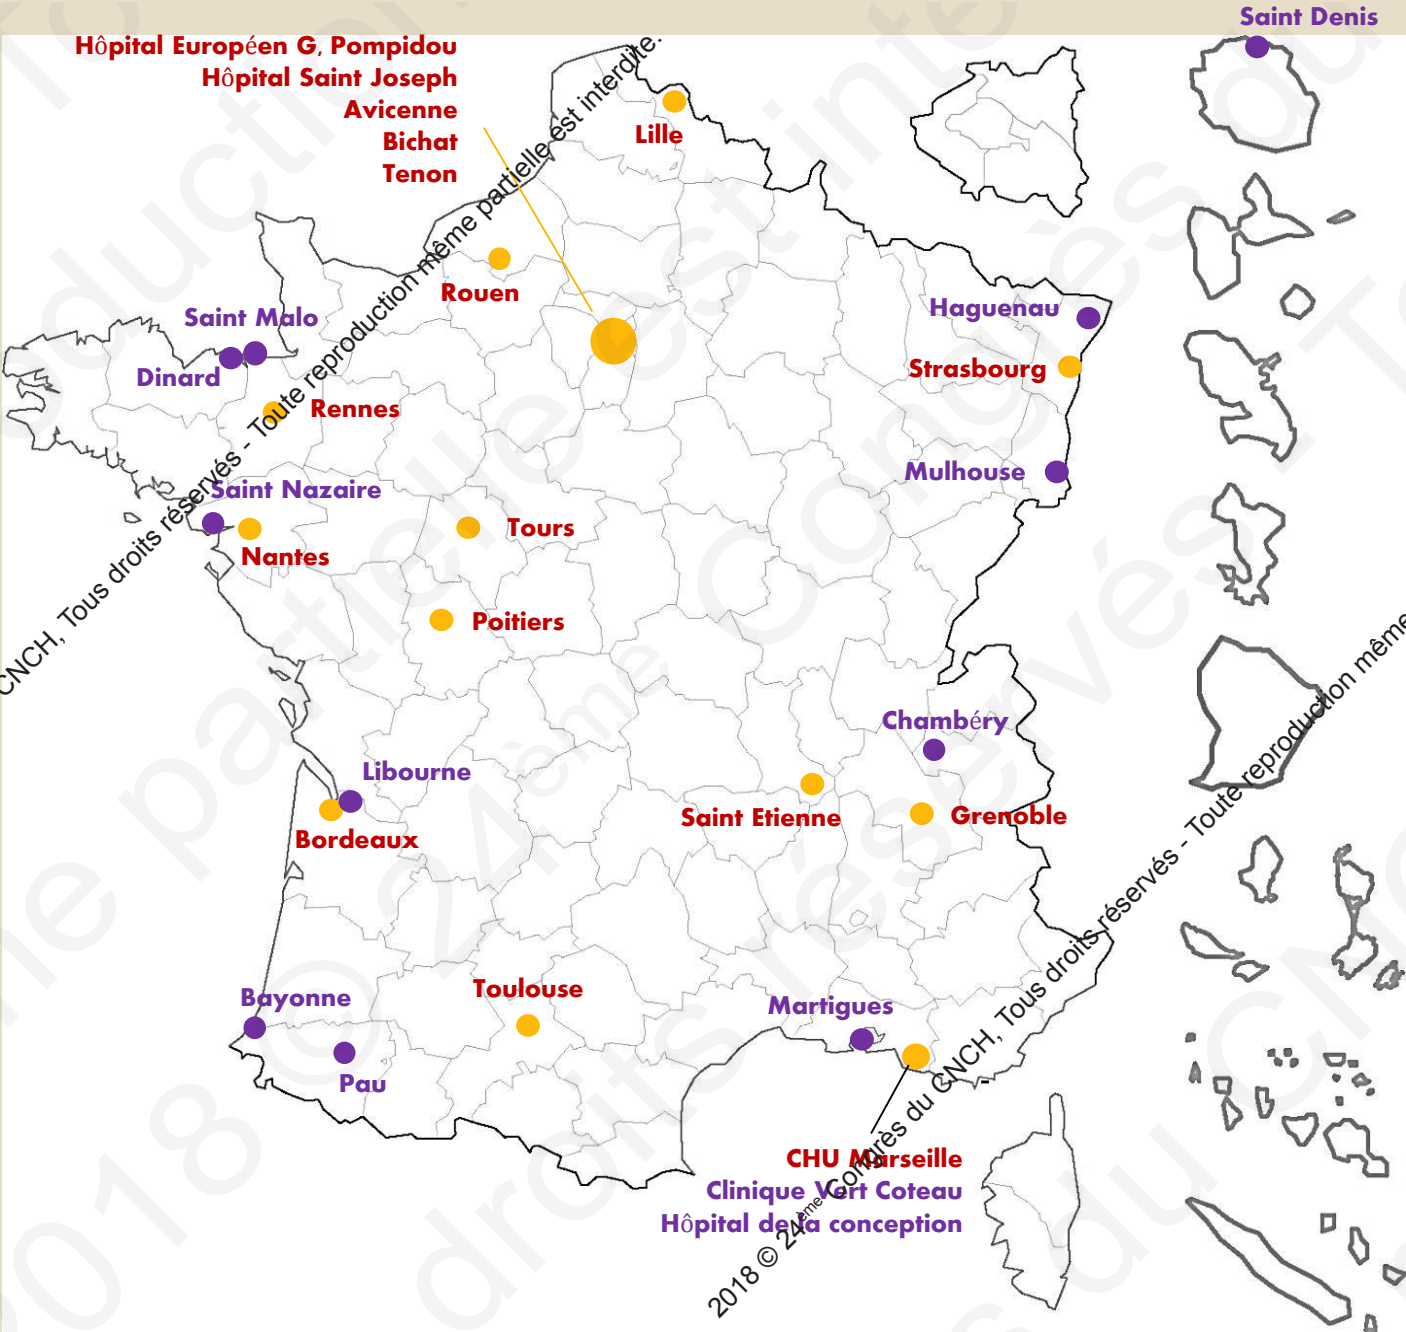 Saint Denis
Hôpital Européen G, Pompidou
Hôpital Saint Joseph
Avicenne
Bichat
Tenon
Lille
Rouen
Haguenau
Saint Malo
Strasbourg
Dinard
Rennes
Mulhouse
Saint Nazaire
Tours
Nantes
Poitiers
Chambéry
Libourne
Saint Etienne
Grenoble
Bordeaux
Toulouse
Bayonne
Martigues
Pau
CHU Marseille
Clinique Vert Coteau
Hôpital de la conception
CNCH, Tous droits réservés - Toute reproduction même partielle est interdite.
2018 © 24ème Congrès du CNCH, Tous droits réservés - Toute reproduction même